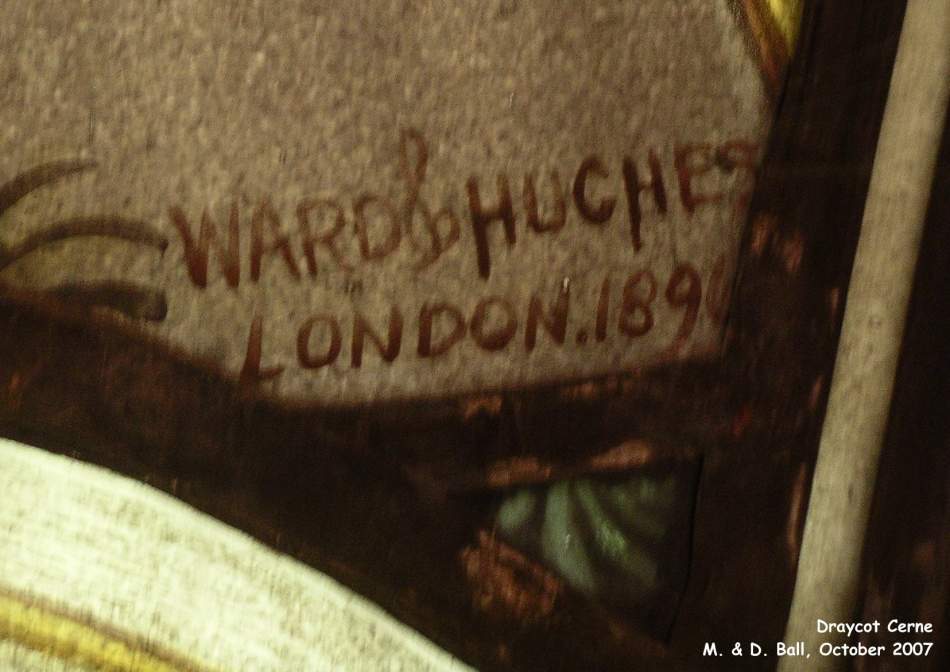 WARD & HUGHES
LONDON. 189
Draycot Cerne
M. & D. Ball, October 2007